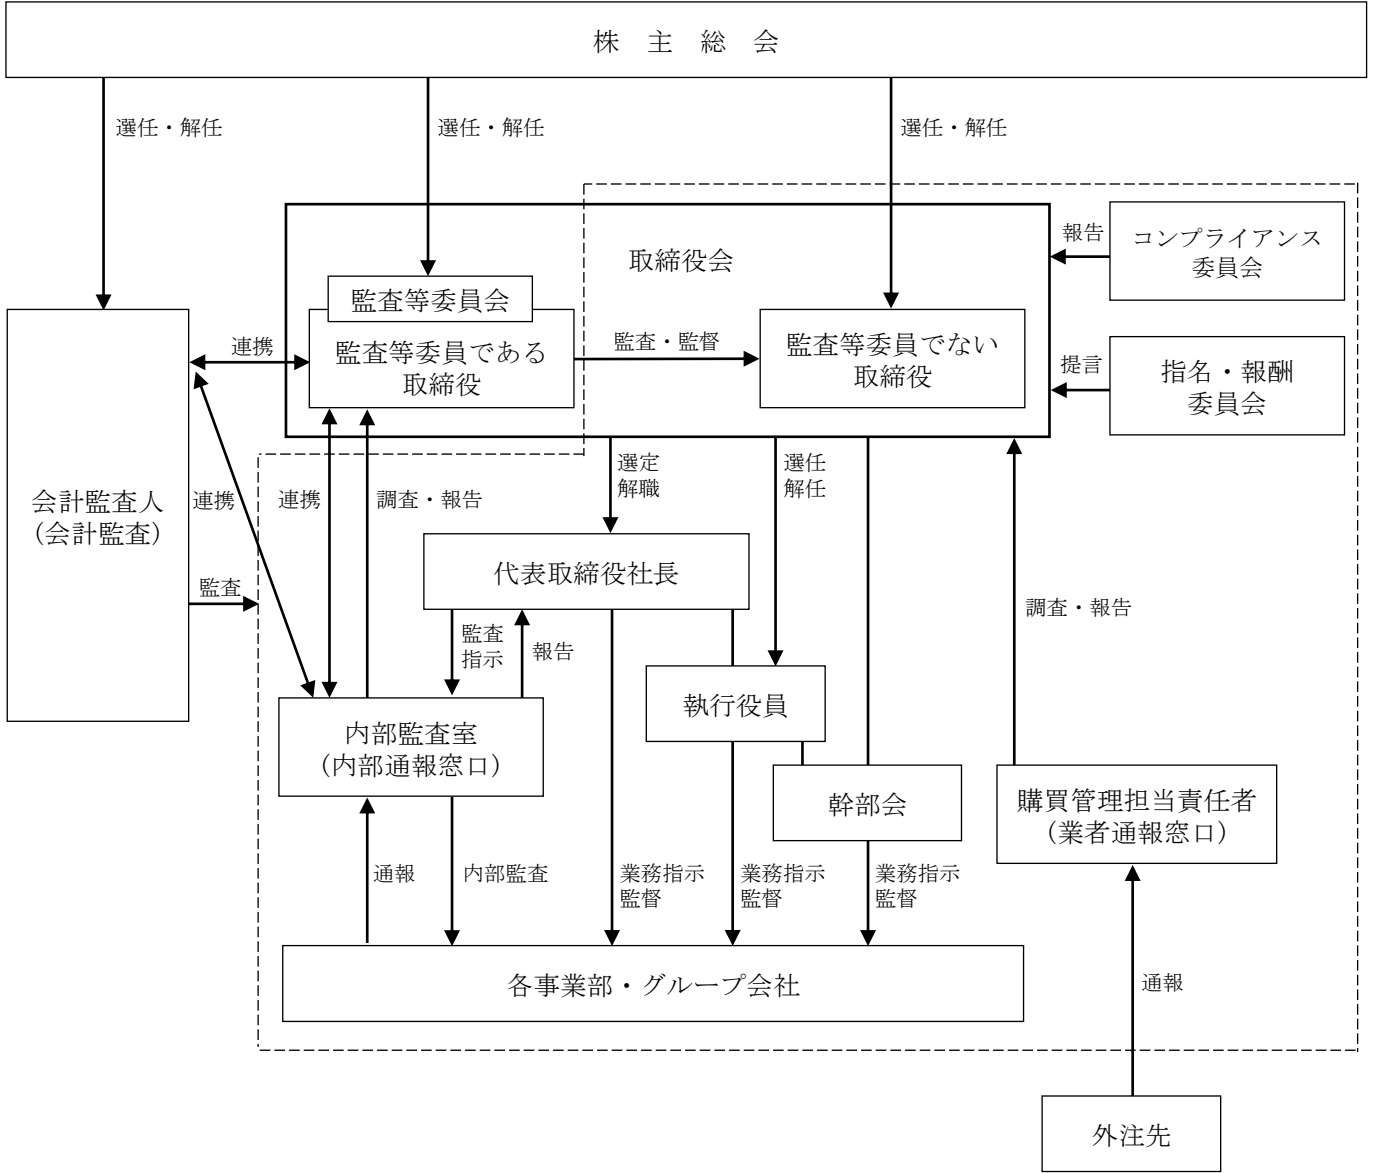 株主総会
選任・解任
選任・解任
選任・解任
取締役会
報告
コンプライアンス
委員会
監査等委員会
監査等委員である
取締役
連携
監査・監督
監査等委員でない
取締役
提言
指名・報酬
委員会
会計監査人
(会計監査)
連携
連携
調査・報告
選定
解職
選任
解任
代表取締役社長
監査
監査
指示
報告
調査・報告
執行役員
内部監査室
(内部通報窓口)
幹部会
購買管理担当責任者
(業者通報窓口)
通報
内部監査
業務指示
監督
業務指示
監督
業務指示
監督
各事業部・グループ会社
通報
外注先